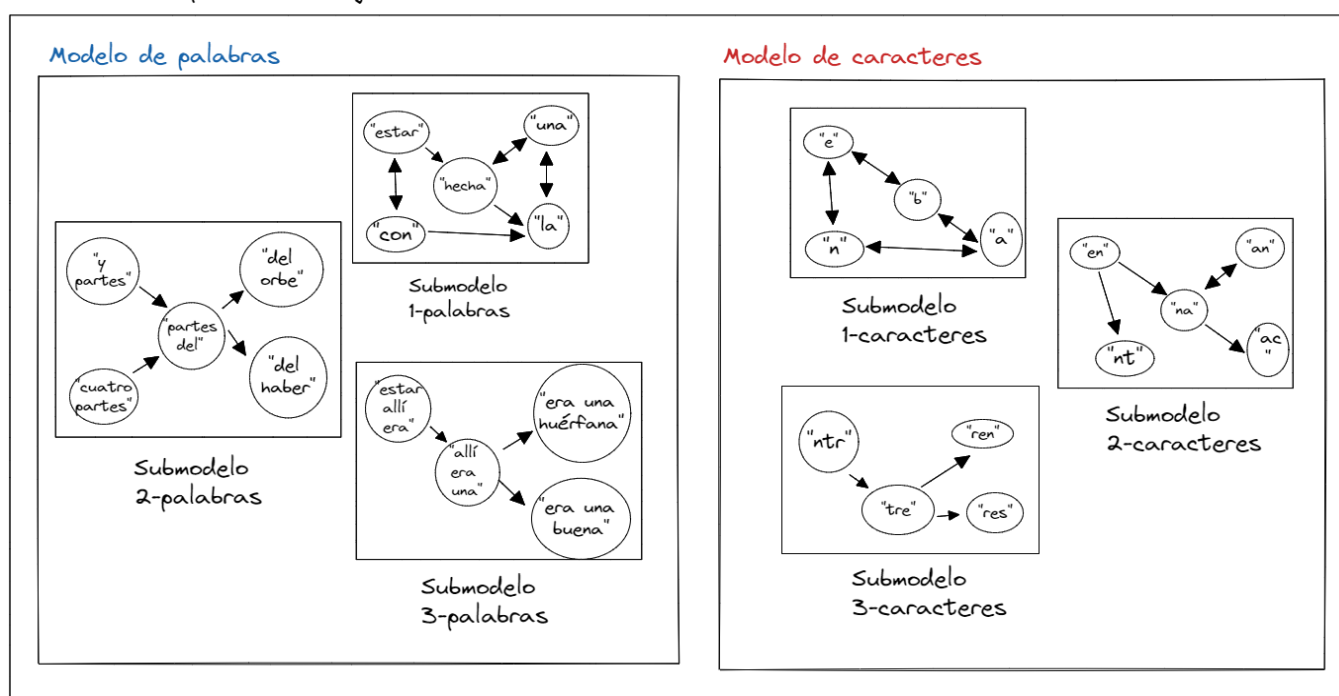 Modelo de palabras
"estar"
"una"
"hecha"
"con"
"la"
Submodelo
1-palabras
"y
partes"
"del
orbe"
"partes
del"
"cuatro
partes"
"del
haber"
Submodelo
2-palabras
"estar
allí
era"
"era una
huérfana"
"allí
era
una"
"era una
buena"
Submodelo
3-palabras
Modelo de caracteres
"e"
"b"
"n"
"a"
Submodelo
1-caracteres
"en"
"an"
"na"
"nt"
"ac
"
Submodelo
2-caracteres
"ntr"
"ren"
"tre"
"res"
Submodelo
3-caracteres